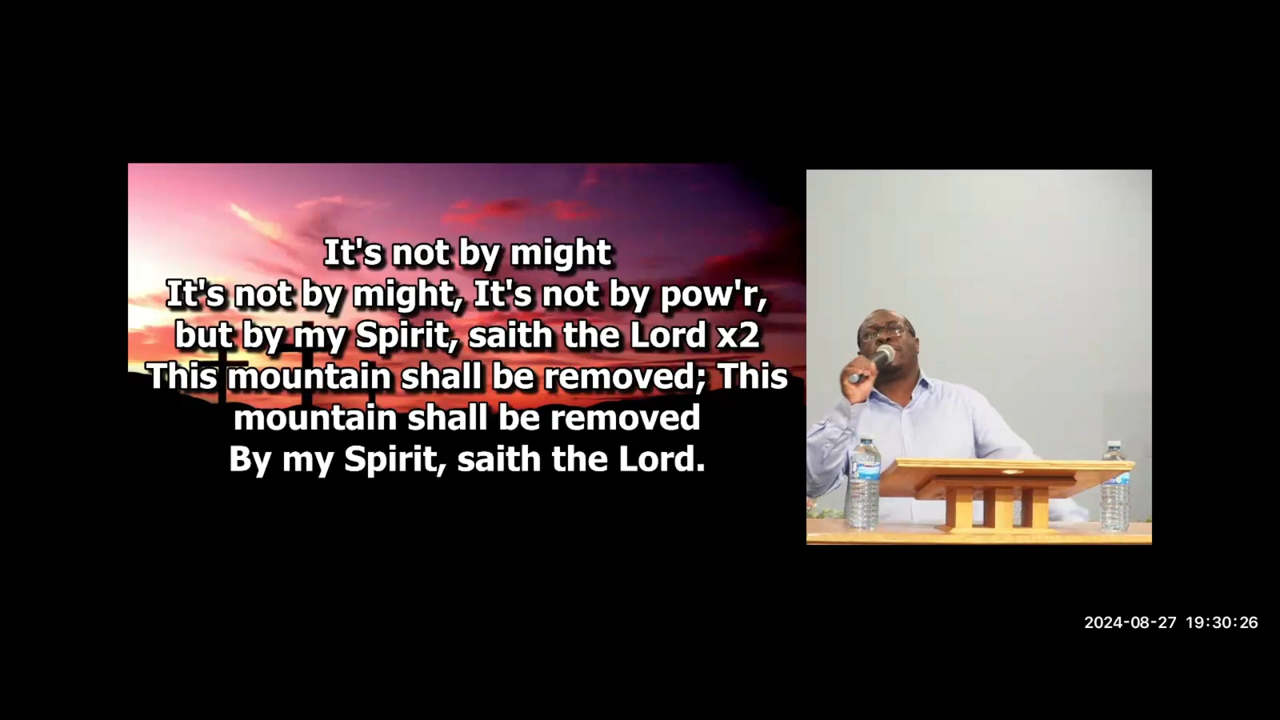 It's not by might
It's not by might, It's not by pow'r,
but by my Spirit, saith the Lord x2
This mountain shall be removed; This
mountain shall be removed
By my Spirit, saith the Lord.
2024-08-27 19:30:26